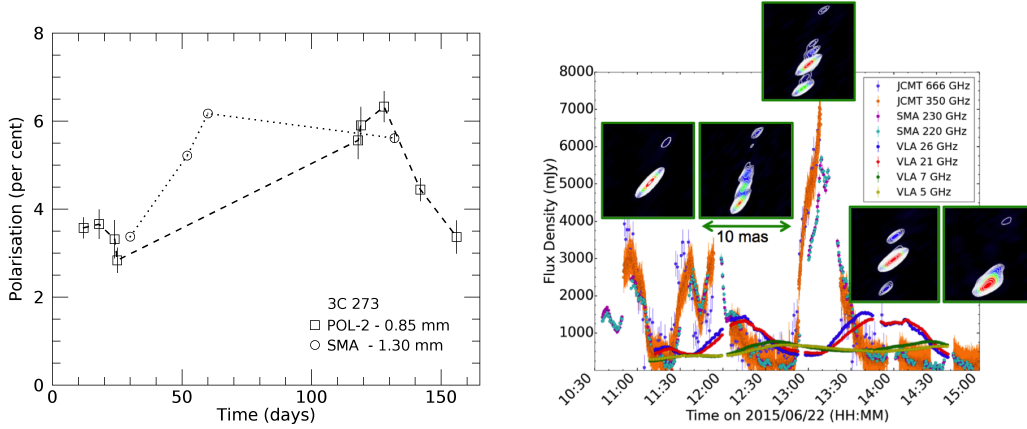 8
6
4
2
0
Polarisation (per cent)
3C 273
POL-2 - 0.85 mm
SMA - 1.30 mm
0
50
100
150
Time (days)
8000
7000
6000
5000
4000
3000
2000
1000
Flux Density (mJy)
JCMT 666 GHz
JCMT 350 GHz
SMA 230 GHz
SMA 220 GHz
VLA 26 GHz
VLA 21 GHz
VLA 7 GHz
VLA 5 GHz
10 mas
10:30
11:00
11:30
12:00
12:30
13:00
13:30
14:00
14:30
15:00
Time on 2015/06/22 (HH:MM)